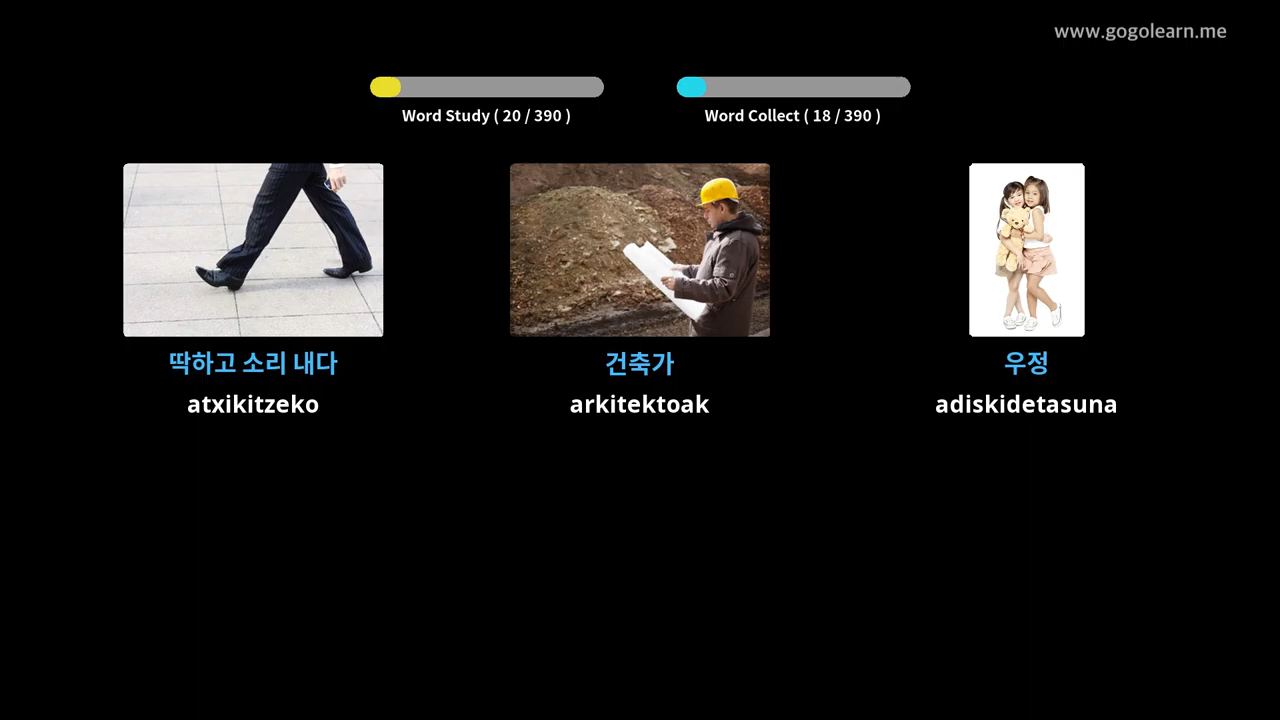 www.gogolearn.me
Word Study ( 20 / 390 )
Word Collect ( 18 / 390 )
딱하고 소리 내다
atxikitzeko
건축가
arkitektoak
우정
adiskidetasuna